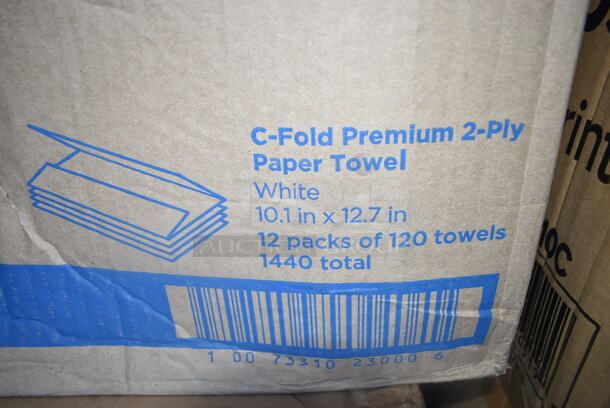 C-Fold Premium 2-Ply
Paper Towel
White
10.1 in x 12.7 in
12 packs of 120 towels
1440 total
1 00 73310 23000 6